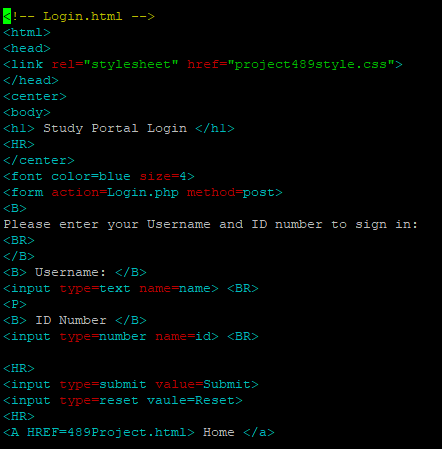 <!-- Login.html -->
<html>
<head>
<link rel="stylesheet" href="project489style.css">
</head>
<center>
<body>
<h1> Study Portal Login </h1>
<HR>
</center>
<font color=blue size=4>
<form action=Login.php method=post>
<B>
Please enter your Username and ID number to sign in:
<BR>
</B>
<B> Username: </B>
<input type=text name=name> <BR>
<P>
<B> ID Number </B>
<input type=number name=id> <BR>
<HR>
<input type=submit value=Submit>
<input type=reset vaule=Reset>
<HR>
<A HREF=489Project.html> Home </a>